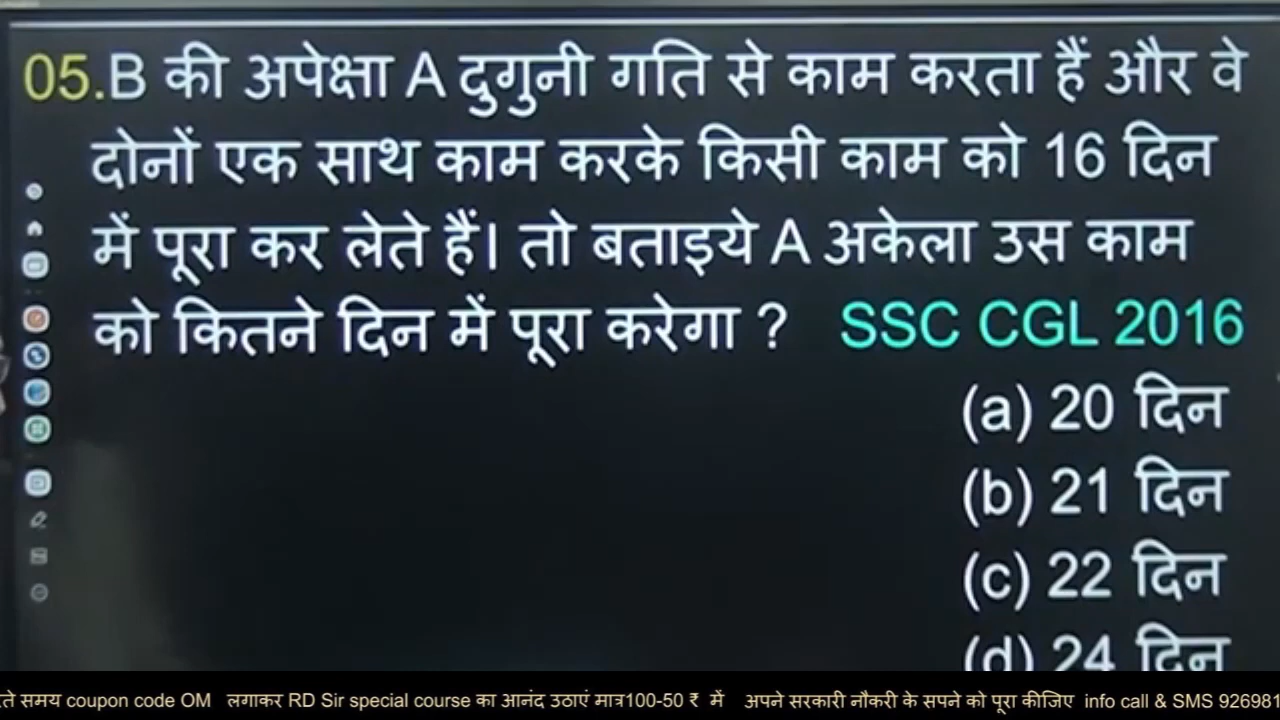 05.B की अपेक्षा A दुगुनी गति से काम करता हैं और वे
दोनों एक साथ काम करके किसी काम को 16 दिन
में पूरा कर लेते हैं। तो बताइये A अकेला उस काम
को कितने दिन में पूरा करेगा ? SSC CGL 2016
(a) 20 दिन
(b) 21 दिन
(c) 22 दिन
(d) 24 दिन
ते समय coupon code OM लगाकर RD Sir special course का आनंद उठाएं मात्र100-50 ₹ में अपने सरकारी नौकरी के सपने को पूरा कीजिए info call & SMS 926981